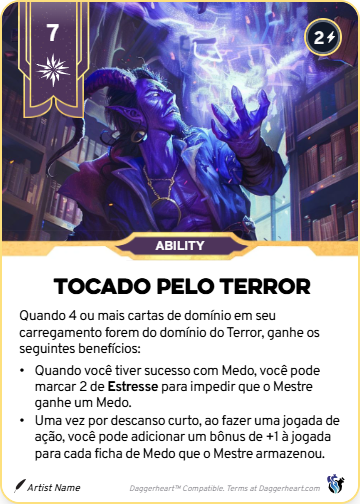 7
2
ABILITY
TOCADO PELO TERROR
Quando 4 ou mais cartas de domínio em seu
carregamento forem do domínio do Terror, ganhe os
seguintes benefícios:
• Quando você tiver sucesso com Medo, você pode
marcar 2 de Estresse para impedir que o Mestre
ganhe um Medo.
• Uma vez por descanso curto, ao fazer uma jogada de
ação, você pode adicionar um bônus de +1 à jogada
para cada ficha de Medo que o Mestre armazenou.
Artist Name
Daggerheart™ Compatible. Terms at Daggerheart.com